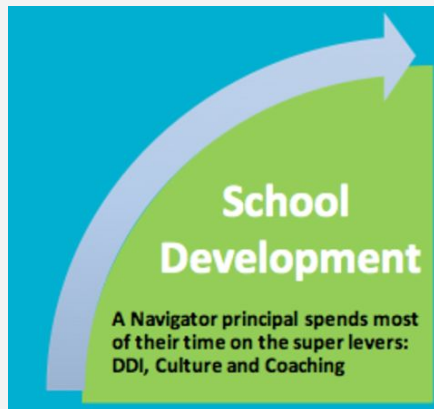 School
Development
A Navigator principal spends most
of their time on the super levers:
DDI, Culture and Coaching